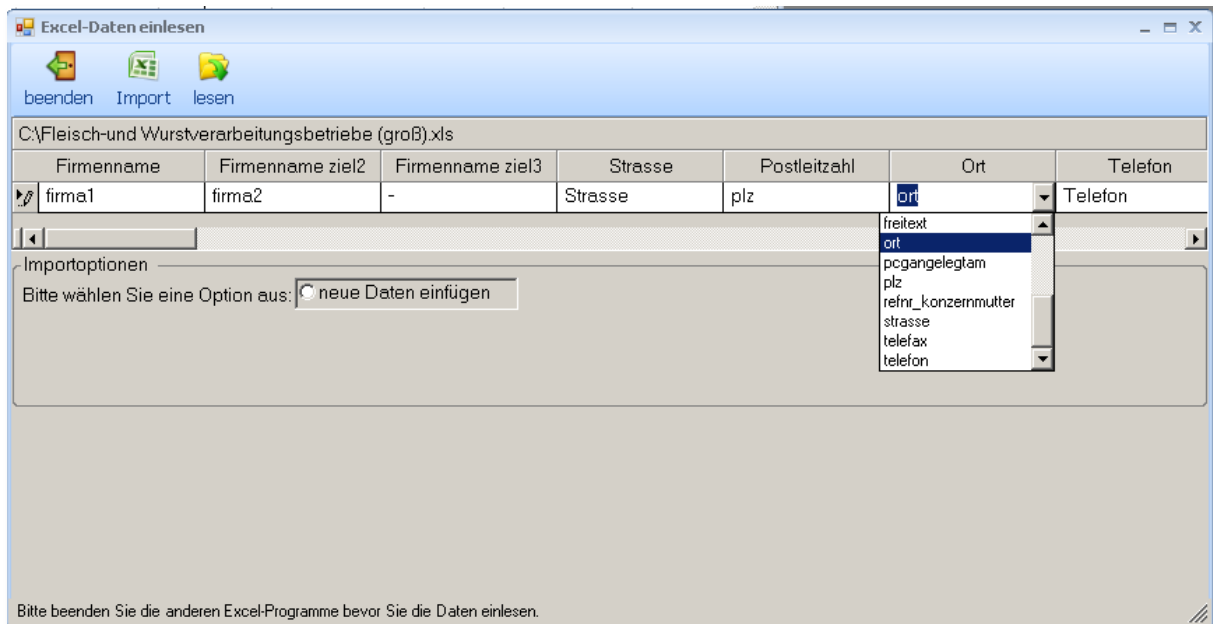 Excel-Daten einlesen
beenden Import lesen
C:\Fleisch-und Wurstverarbeitungsbetriebe (groß).xls
Firmenname Firmenname ziel2 Firmenname ziel3 Strasse Postleitzahl Ort Telefon
firma1 firma2 - Strasse plz ort Telefon
freitext
ort
pcgangelegtam
plz
refnr_konzernmutter
strasse
telefax
telefon
Importoptionen
Bitte wählen Sie eine Option aus: neue Daten einfügen
Bitte beenden Sie die anderen Excel-Programme bevor Sie die Daten einlesen.